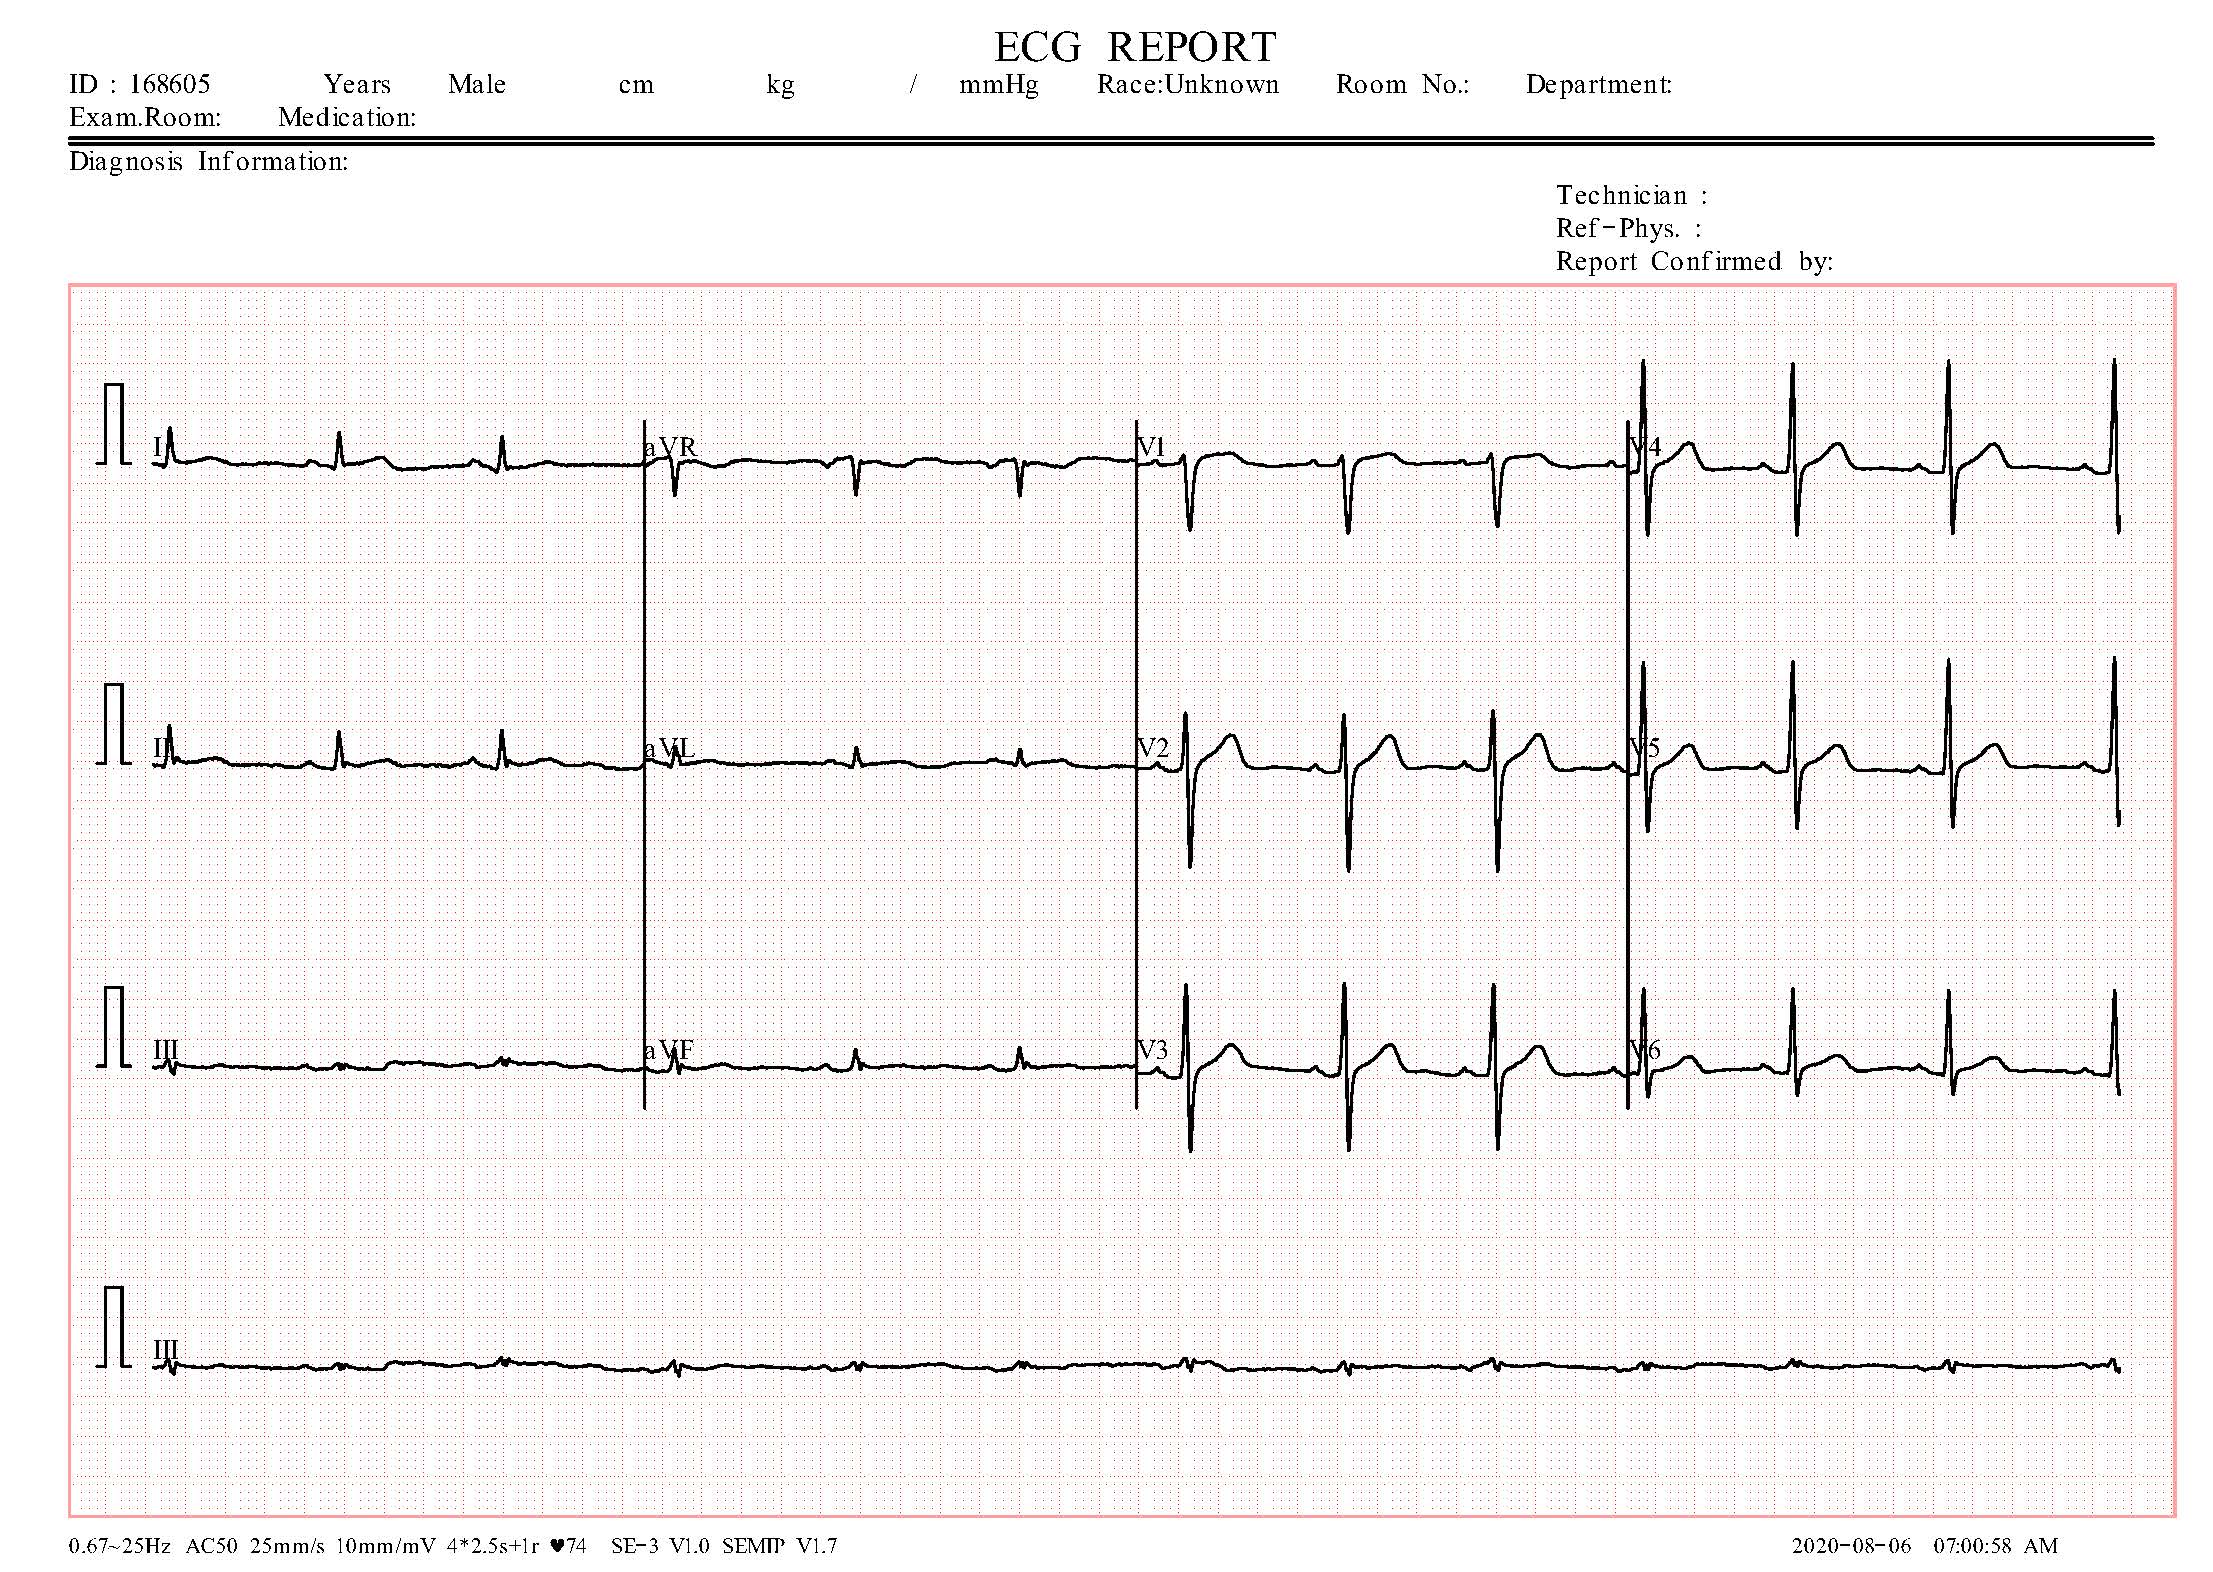 ECG REPORT
ID : 168605 Years Male cm kg / mmHg Race:Unknown Room No.: Department:
Exam.Room: Medication:
Diagnosis Information:
Technician :
Ref-Phys. :
Report Confirmed by:
I aVR V1 V4
II aVL V2 V5
III aVF V3 V6
III
0.67~25Hz AC50 25mm/s 10mm/mV 4*2.5s+1r ♥74 SE-3 V1.0 SEMIP V1.7
2020-08-06 07:00:58 AM